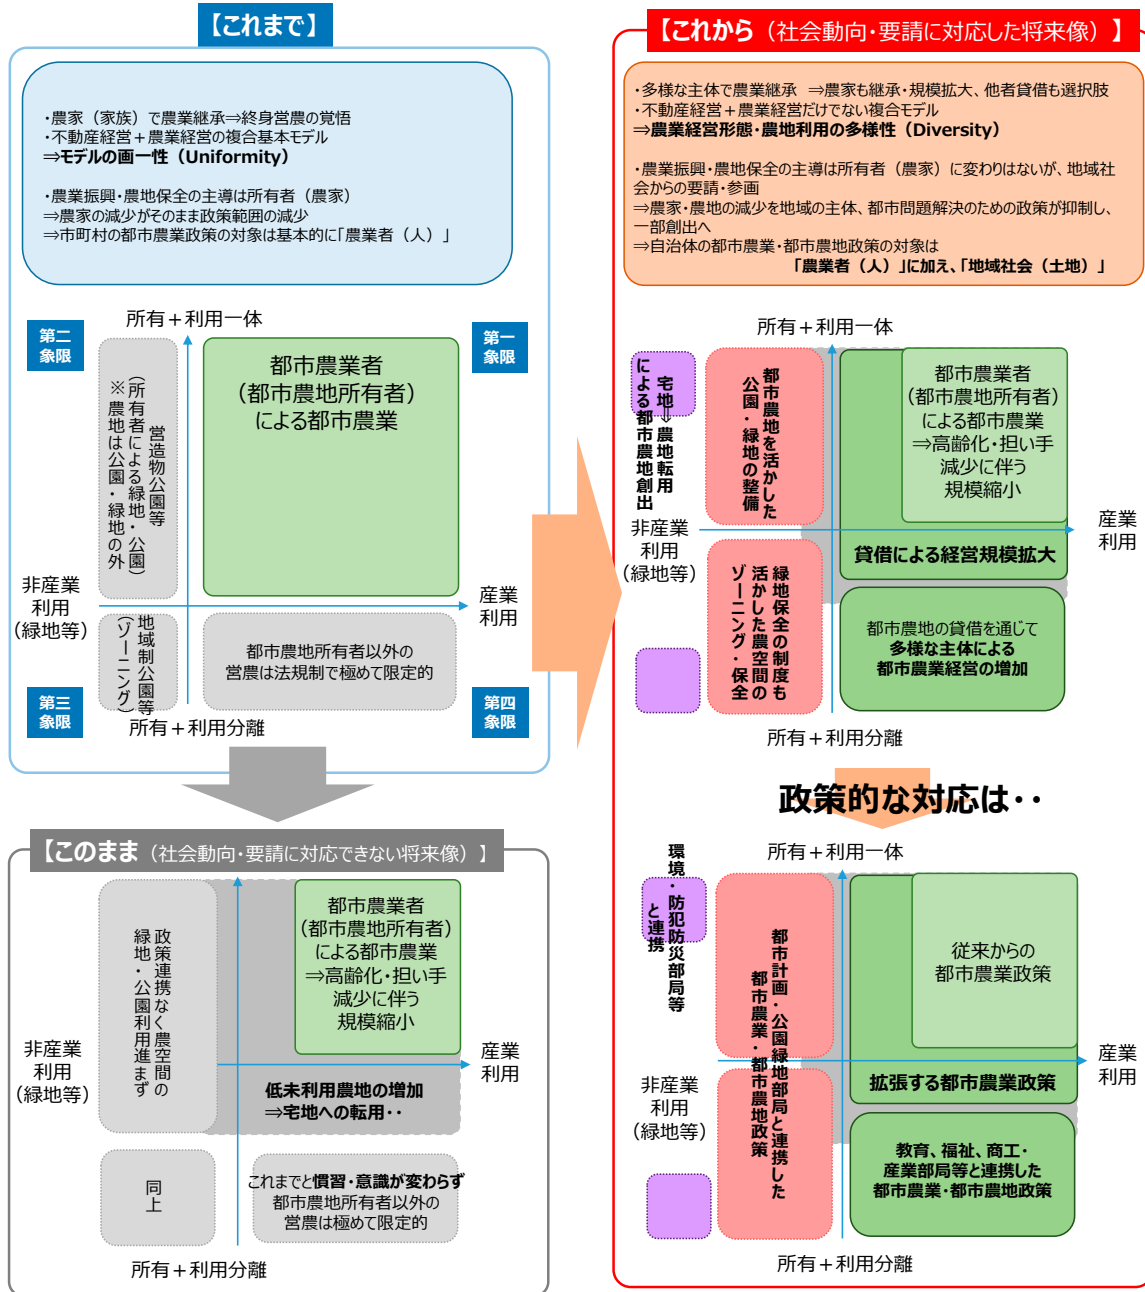 【これまで】
・農家（家族）で農業継承⇒終身営農の覚悟
・不動産経営＋農業経営の複合基本モデル
⇒モデルの画一性（Uniformity）
・農業振興・農地保全の主導は所有者（農家）
⇒農家の減少がそのまま政策範囲の減少
⇒市町村の都市農業政策の対象は基本的に「農業者（人）」
所有＋利用一体
第二
象限
第一
象限
営造物公園等
（所有者による緑地・公園）
※農地は公園・緑地の外
都市農業者
（都市農地所有者）
による都市農業
非産業
利用
（緑地等）
産業
利用
地域制公園等
（ゾーニング）
都市農地所有者以外の
営農は法規制で極めて限定的
第三
象限
第四
象限
所有＋利用分離
【このまま（社会動向・要請に対応できない将来像）】
政策連携なく農空間の
緑地・公園利用進まず
都市農業者
（都市農地所有者）
による都市農業
⇒高齢化・担い手
減少に伴う
規模縮小
非産業
利用
（緑地等）
産業
利用
低未利用農地の増加
⇒宅地への転用・・
同上
これまでと慣習・意識が変わらず
都市農地所有者以外の
営農は極めて限定的
所有＋利用分離
【これから（社会動向・要請に対応した将来像）】
・多様な主体で農業継承　⇒農家も継承・規模拡大、他者貸借も選択肢
・不動産経営＋農業経営だけでない複合モデル
⇒農業経営形態・農地利用の多様性（Diversity）
・農業振興・農地保全の主導は所有者（農家）に変わりはないが、地域社
会からの要請・参画
⇒農家・農地の減少を地域の主体、都市問題解決のための政策が抑制し、
一部創出へ
⇒自治体の都市農業・都市農地政策の対象は
「農業者（人）」に加え、「地域社会（土地）」
所有＋利用一体
宅地⇒農地転用
による都市農地創出
都市農地を活かした
公園・緑地の整備
都市農業者
（都市農地所有者）
による都市農業
⇒高齢化・担い手
減少に伴う
規模縮小
非産業
利用
（緑地等）
産業
利用
貸借による経営規模拡大
緑地保全の制度も
活かした農空間の
ゾーニング・保全
都市農地の貸借を通じて
多様な主体による
都市農業経営の増加
所有＋利用分離
政策的な対応は・・
所有＋利用一体
環境・防犯防災部局等
と連携
都市計画・公園緑地部局と連携した
都市農業・都市農地政策
従来からの
都市農業政策
非産業
利用
（緑地等）
産業
利用
拡張する都市農業政策
教育、福祉、商工・
産業部局等と連携した
都市農業・都市農地政策
所有＋利用分離